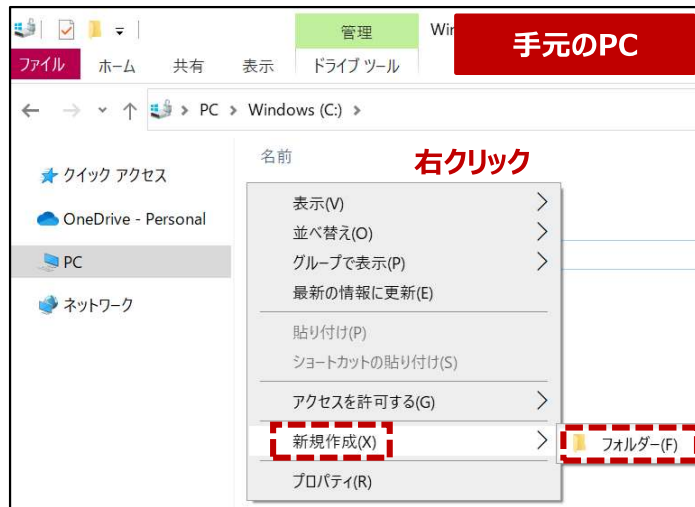 管理
Wir
手元のPC
ファイル ホーム 共有 表示 ドライブ ツール
PC > Windows (C:) >
名前
右クリック
クイック アクセス
OneDrive - Personal
PC
ネットワーク
表示(V)
並べ替え(O)
グループで表示(P)
最新の情報に更新(E)
貼り付け(P)
ショートカットの貼り付け(S)
アクセスを許可する(G)
新規作成(X)
フォルダー(F)
プロパティ(R)